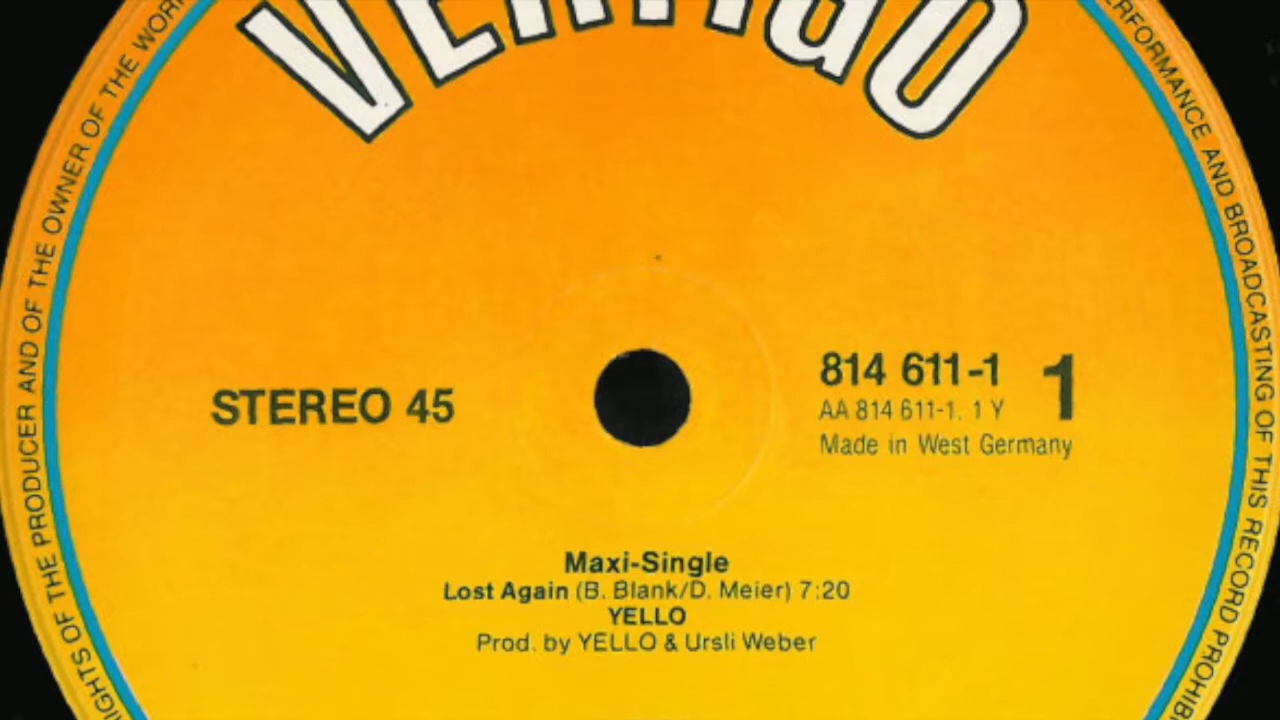 VERTIGO
STEREO 45
814 611-1 1
AA 814 611-1. 1 Y
Made in West Germany
Maxi-Single
Lost Again (B. Blank/D. Meier) 7:20
YELLO
Prod. by YELLO & Ursli Weber
RIGHTS OF THE PRODUCER AND OF THE OWNER OF THE WORK
PERFORMANCE AND BROADCASTING OF THIS RECORD PROHIBI